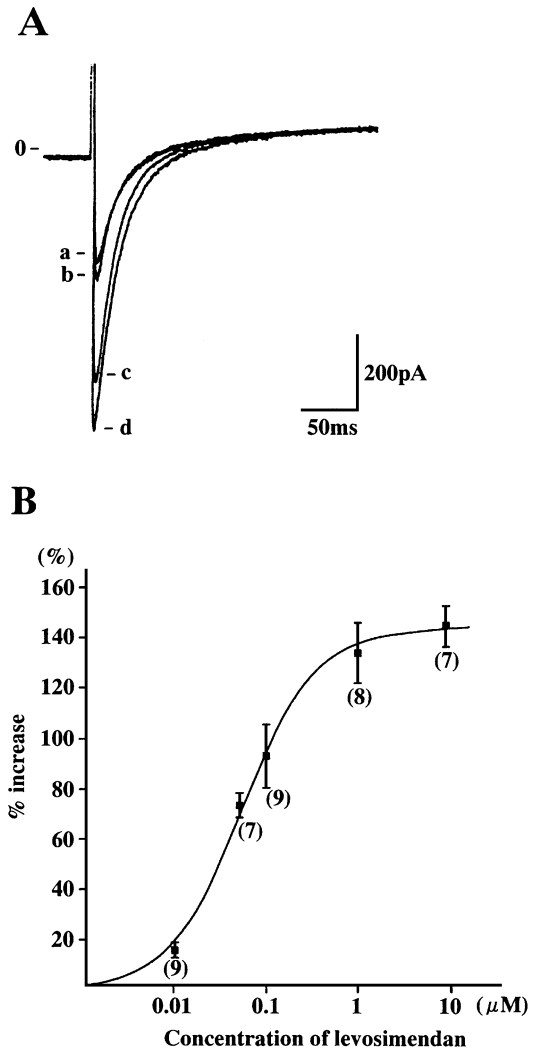 A
0
a
b
c
d
200pA
50ms
B
(%)
160
140
120
100
80
60
40
20
% increase
(9)
(7)
(9)
(8)
(7)
0.01 0.1 1 10 (μM)
Concentration of levosimendan